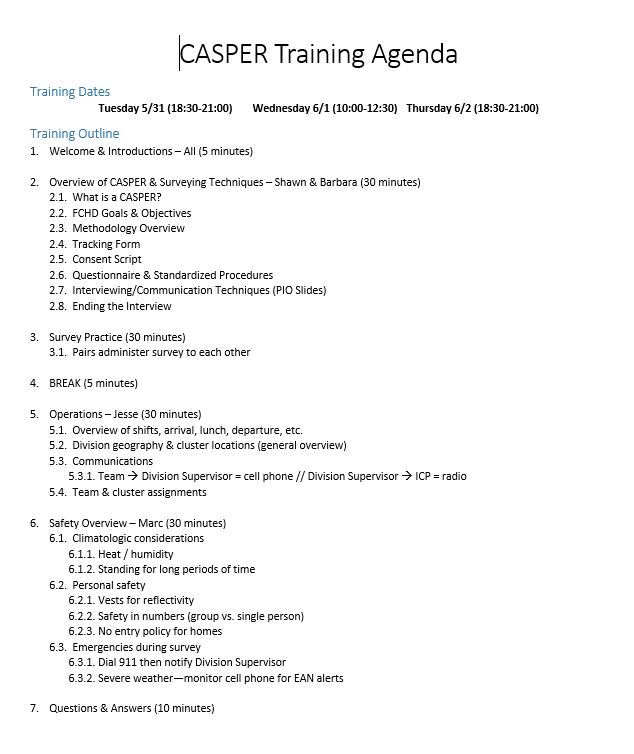 CASPER Training Agenda
Training Dates
Tuesday 5/31 (18:30-21:00) Wednesday 6/1 (10:00-12:30) Thursday 6/2 (18:30-21:00)
Training Outline
1. Welcome & Introductions – All (5 minutes)
2. Overview of CASPER & Surveying Techniques – Shawn & Barbara (30 minutes)
2.1. What is a CASPER?
2.2. FCHD Goals & Objectives
2.3. Methodology Overview
2.4. Tracking Form
2.5. Consent Script
2.6. Questionnaire & Standardized Procedures
2.7. Interviewing/Communication Techniques (PIO Slides)
2.8. Ending the Interview
3. Survey Practice (30 minutes)
3.1. Pairs administer survey to each other
4. BREAK (5 minutes)
5. Operations – Jesse (30 minutes)
5.1. Overview of shifts, arrival, lunch, departure, etc.
5.2. Division geography & cluster locations (general overview)
5.3. Communications
5.3.1. Team → Division Supervisor = cell phone // Division Supervisor → ICP = radio
5.4. Team & cluster assignments
6. Safety Overview – Marc (30 minutes)
6.1. Climatologic considerations
6.1.1. Heat / humidity
6.1.2. Standing for long periods of time
6.2. Personal safety
6.2.1. Vests for reflectivity
6.2.2. Safety in numbers (group vs. single person)
6.2.3. No entry policy for homes
6.3. Emergencies during survey
6.3.1. Dial 911 then notify Division Supervisor
6.3.2. Severe weather—monitor cell phone for EAN alerts
7. Questions & Answers (10 minutes)